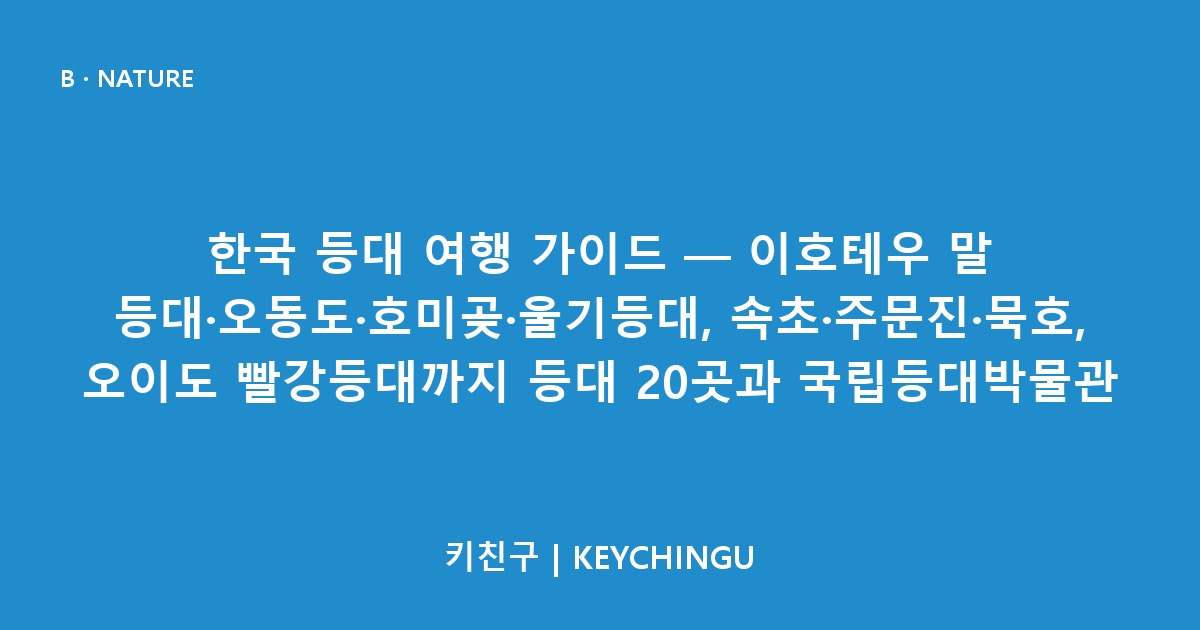 B · NATURE
한국 등대 여행 가이드 — 이호테우 말
등대·오동도·호미곶·울기등대, 속초·주문진·묵호,
오이도 빨강등대까지 등대 20곳과 국립등대박물관
키친구 | KEYCHINGU